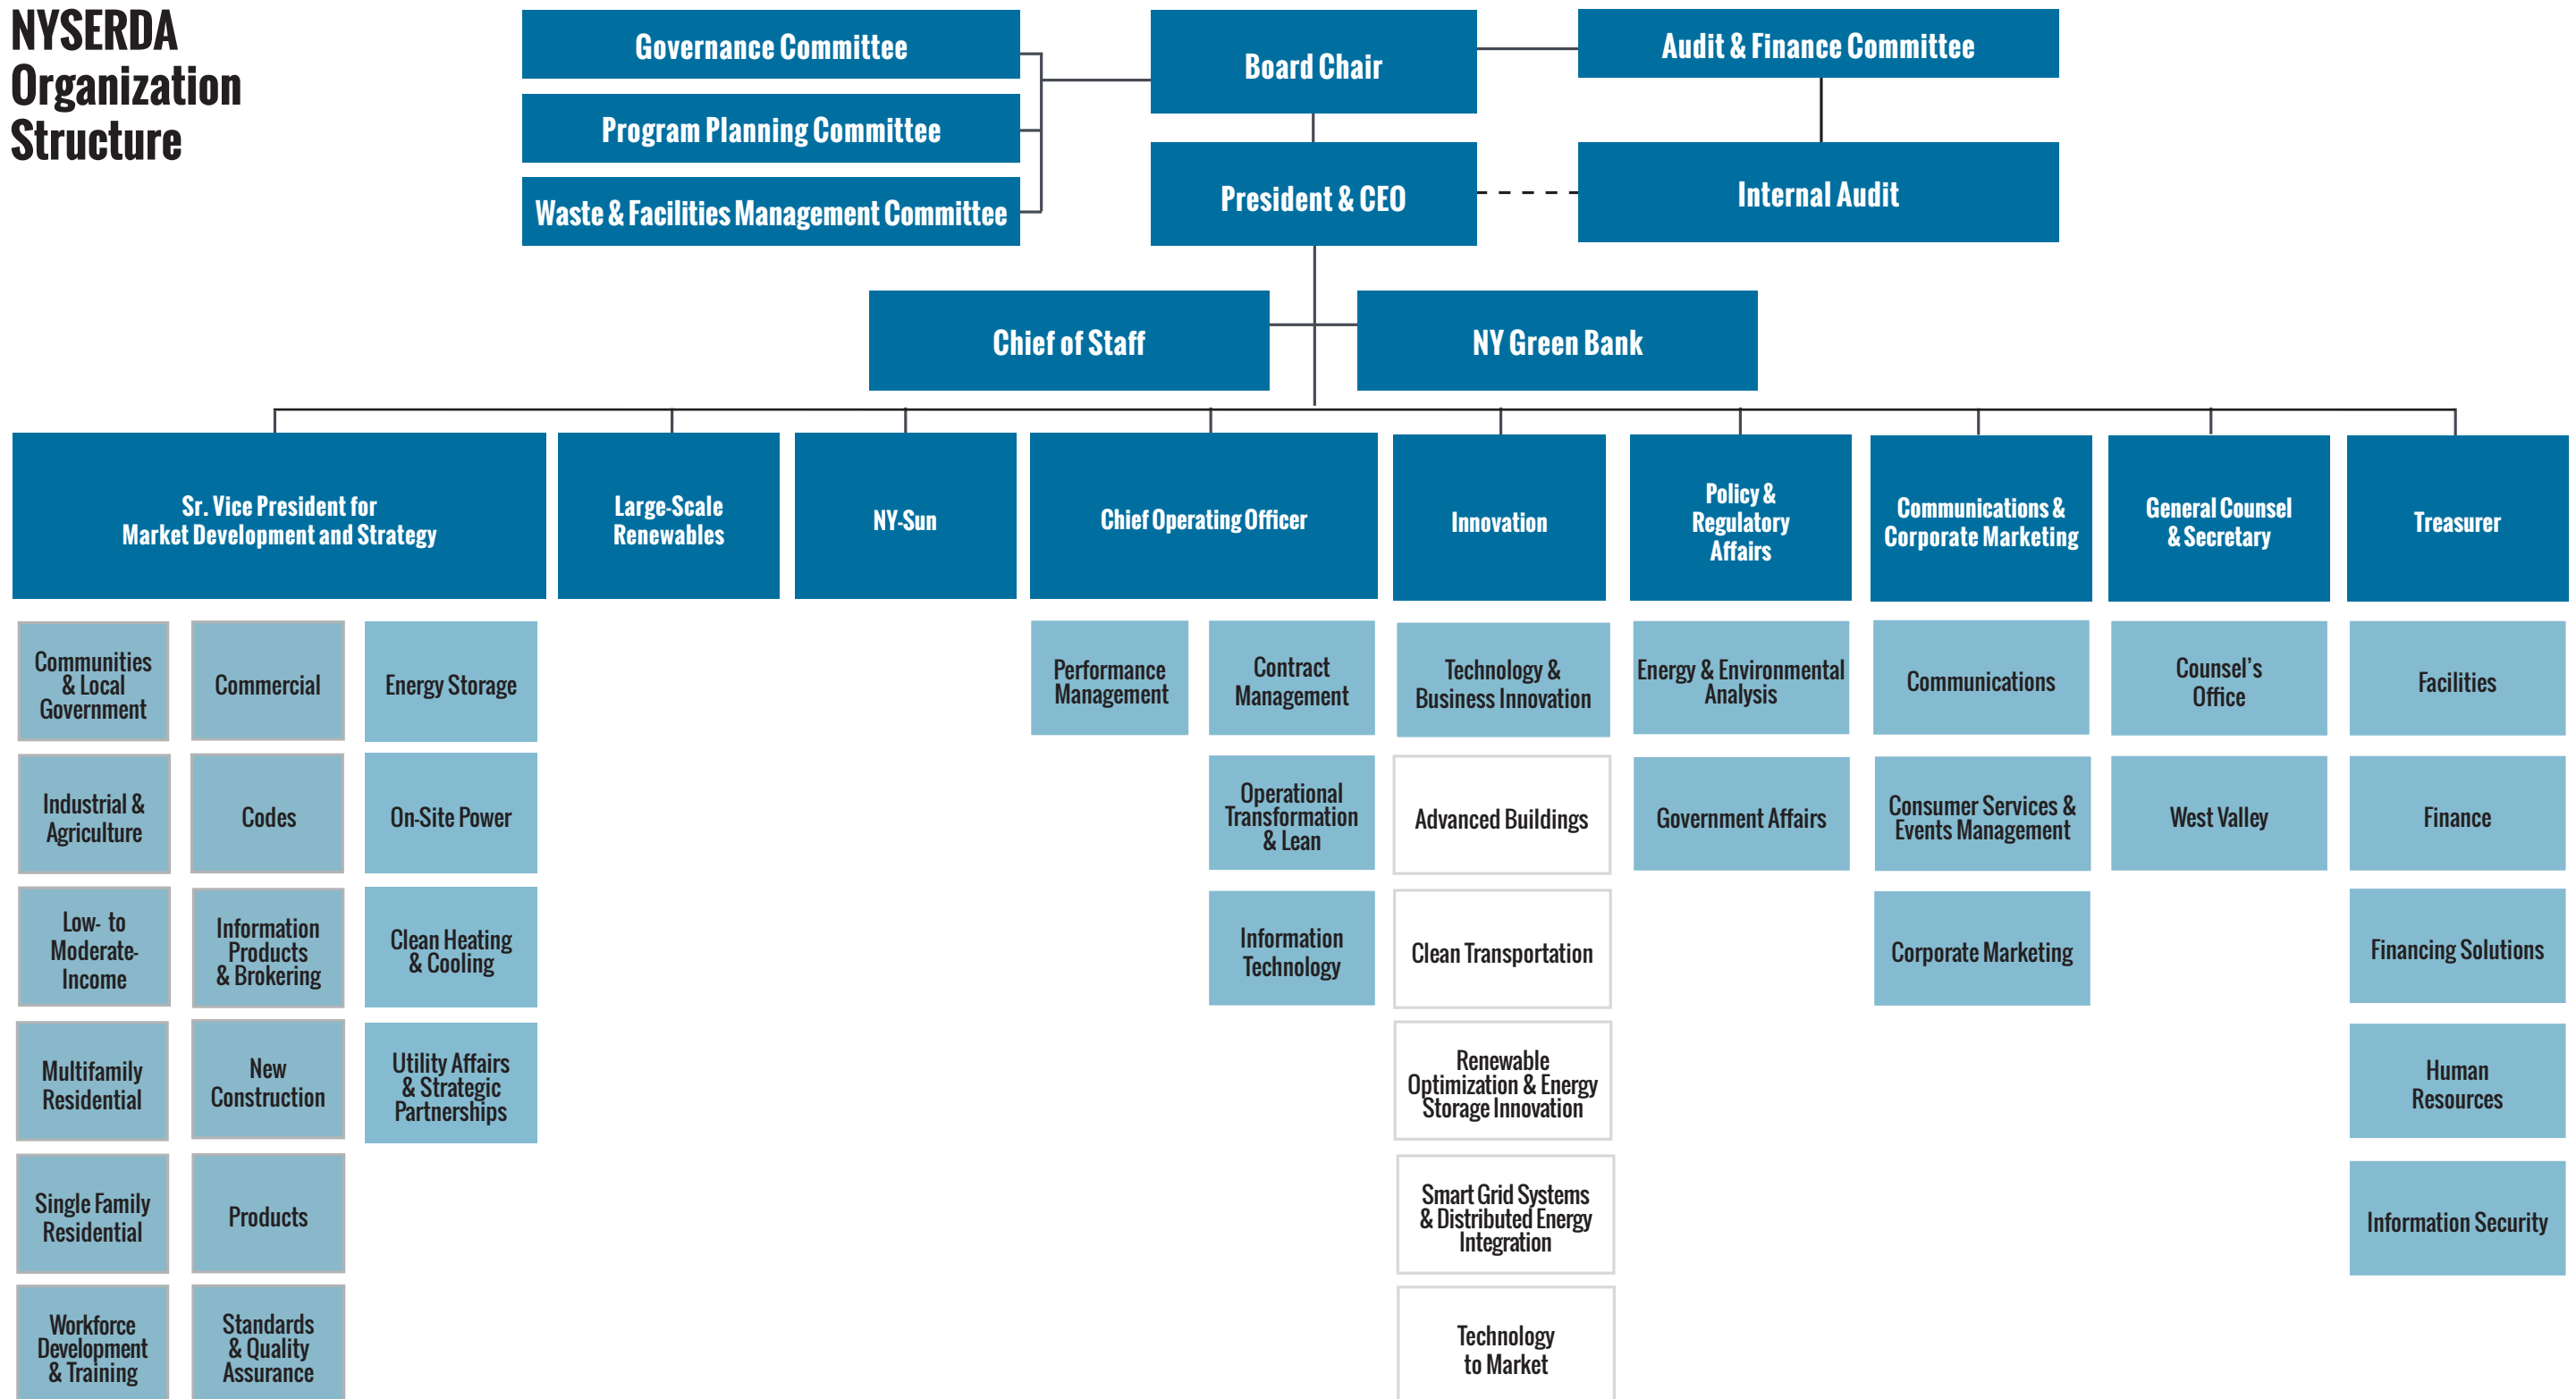 NYSERDA
Organization
Structure
Governance Committee
Program Planning Committee
Waste & Facilities Management Committee
Board Chair
President & CEO
Audit & Finance Committee
Internal Audit
Chief of Staff
NY Green Bank
Sr. Vice President for
Market Development and Strategy
Large-Scale
Renewables
NY-Sun
Chief Operating Officer
Innovation
Policy &
Regulatory
Affairs
Communications &
Corporate Marketing
General Counsel
& Secretary
Treasurer
Communities
& Local
Government
Industrial &
Agriculture
Low- to
Moderate-
Income
Multifamily
Residential
Single Family
Residential
Workforce
Development
& Training
Commercial
Codes
Information
Products
& Brokering
New
Construction
Products
Standards
& Quality
Assurance
Energy Storage
On-Site Power
Clean Heating
& Cooling
Utility Affairs
& Strategic
Partnerships
Performance
Management
Contract
Management
Operational
Transformation
& Lean
Information
Technology
Technology &
Business Innovation
Advanced Buildings
Clean Transportation
Renewable
Optimization & Energy
Storage Innovation
Smart Grid Systems
& Distributed Energy
Integration
Technology
to Market
Energy & Environmental
Analysis
Government Affairs
Communications
Consumer Services &
Events Management
Corporate Marketing
Counsel's
Office
West Valley
Facilities
Finance
Financing Solutions
Human
Resources
Information Security